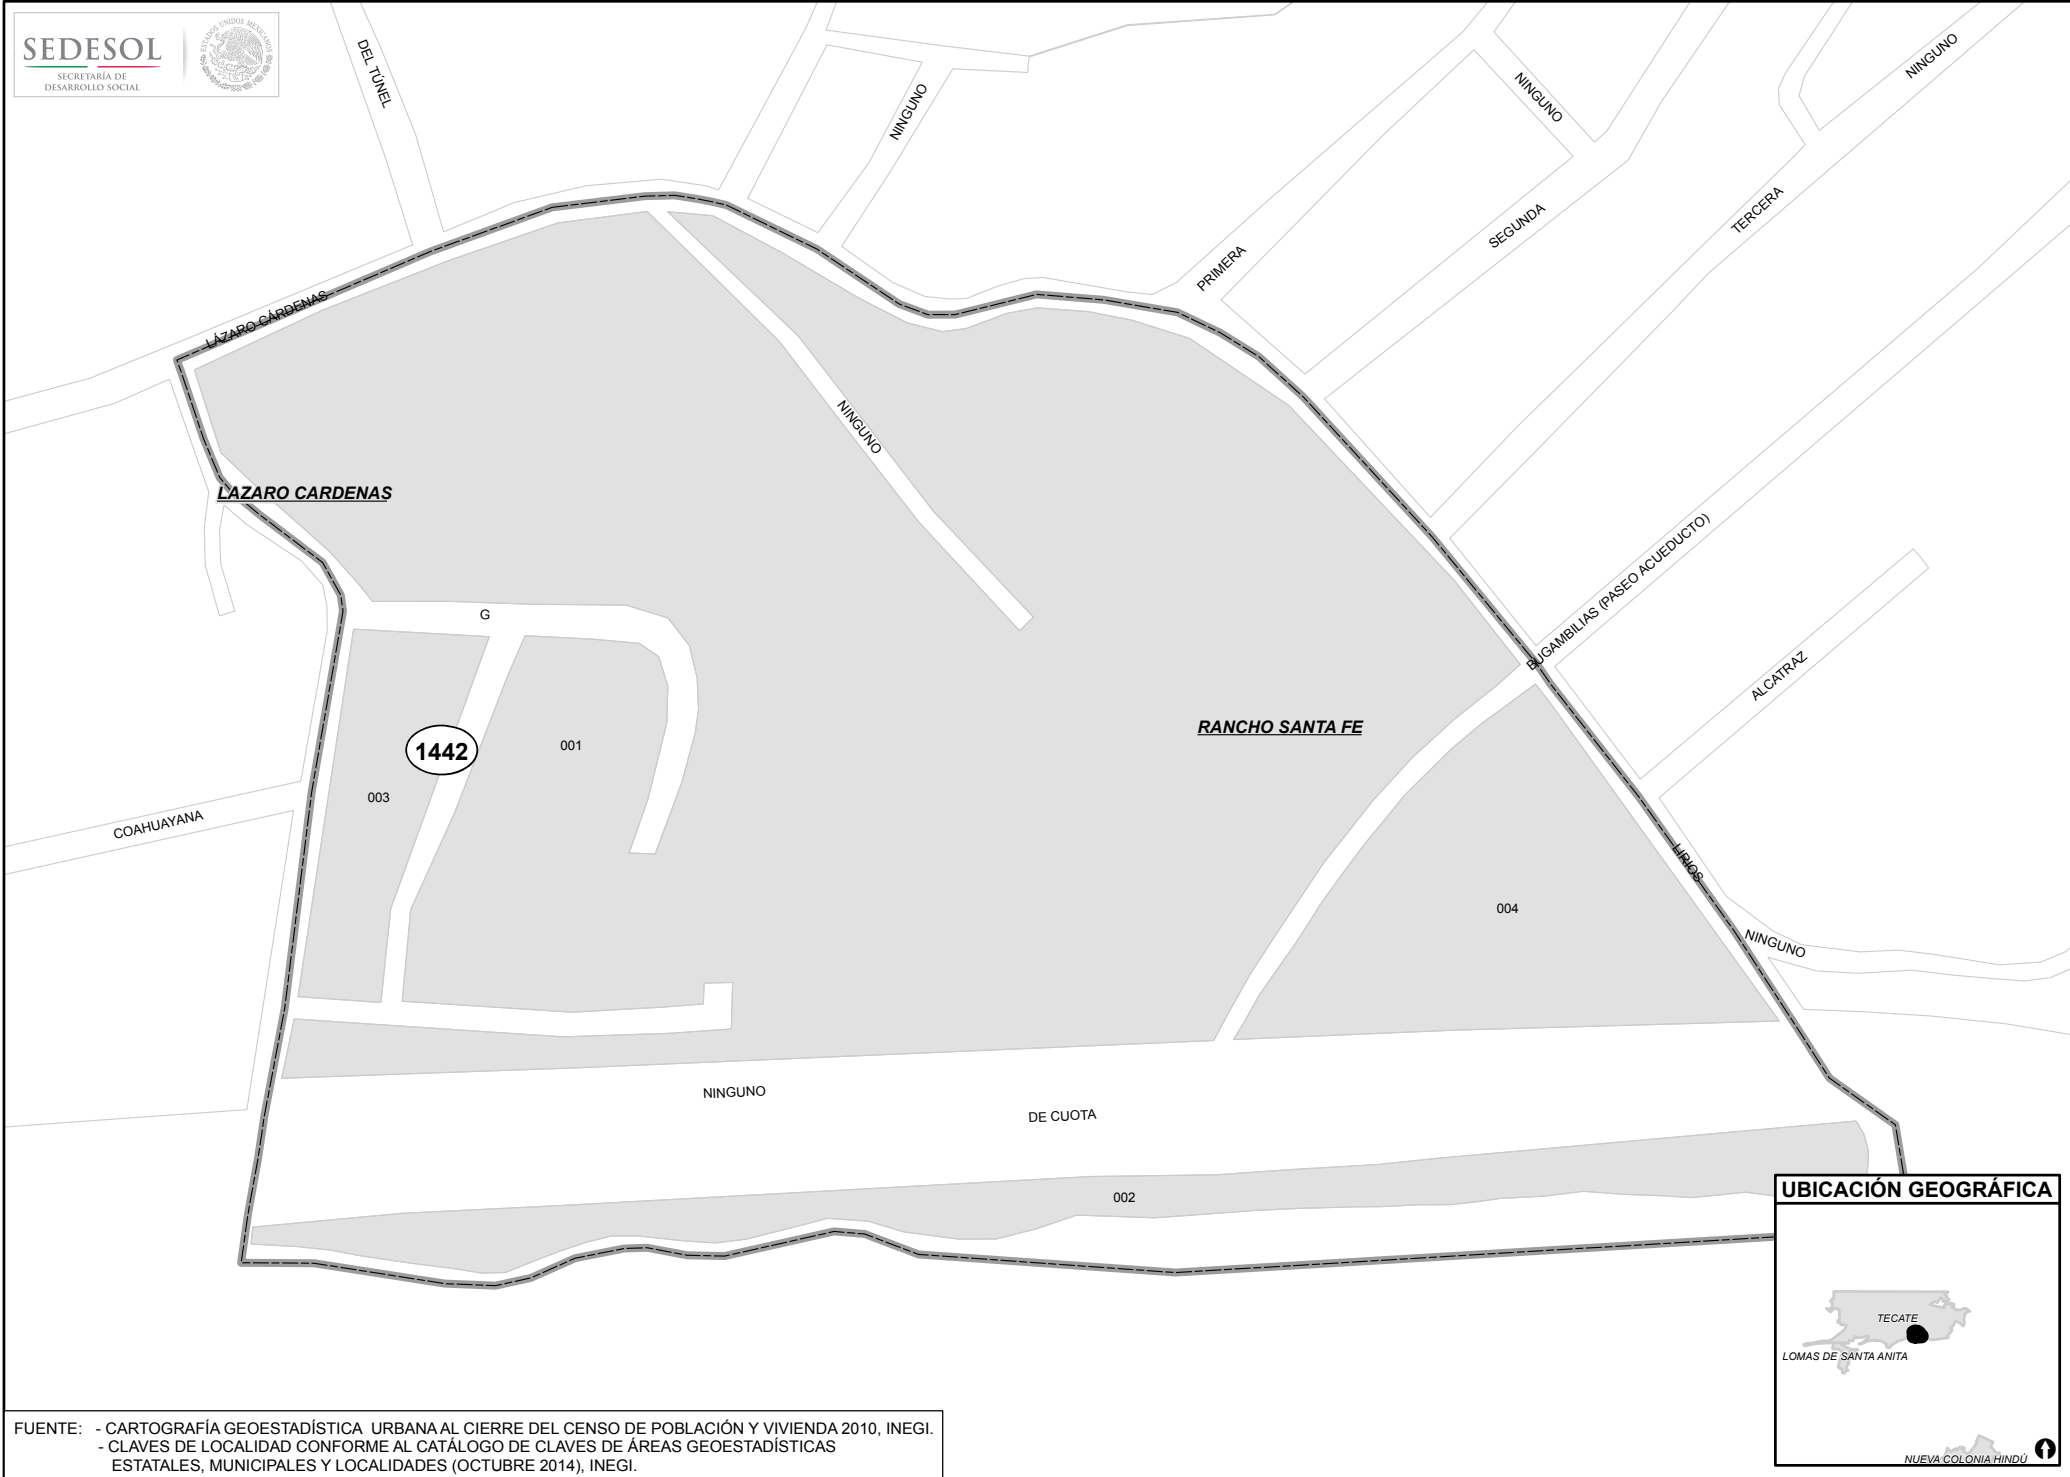 SEDESOL
SECRETARÍA DE
DESARROLLO SOCIAL
ESTADOS UNIDOS MEXICANOS
DEL TÚNEL
NINGUNO
NINGUNO
NINGUNO
PRIMERA
SEGUNDA
TERCERA
LÁZARO CÁRDENAS
NINGUNO
LAZARO CARDENAS
G
BUGAMBILIAS (PASEO ACUEDUCTO)
ALCATRAZ
RANCHO SANTA FE
1442
001
003
COAHUAYANA
LIRIOS
004
NINGUNO
NINGUNO
DE CUOTA
002
UBICACIÓN GEOGRÁFICA
TECATE
LOMAS DE SANTA ANITA
NUEVA COLONIA HINDÚ
FUENTE: - CARTOGRAFÍA GEOESTADÍSTICA URBANA AL CIERRE DEL CENSO DE POBLACIÓN Y VIVIENDA 2010, INEGI.
- CLAVES DE LOCALIDAD CONFORME AL CATÁLOGO DE CLAVES DE ÁREAS GEOESTADÍSTICAS
ESTATALES, MUNICIPALES Y LOCALIDADES (OCTUBRE 2014), INEGI.